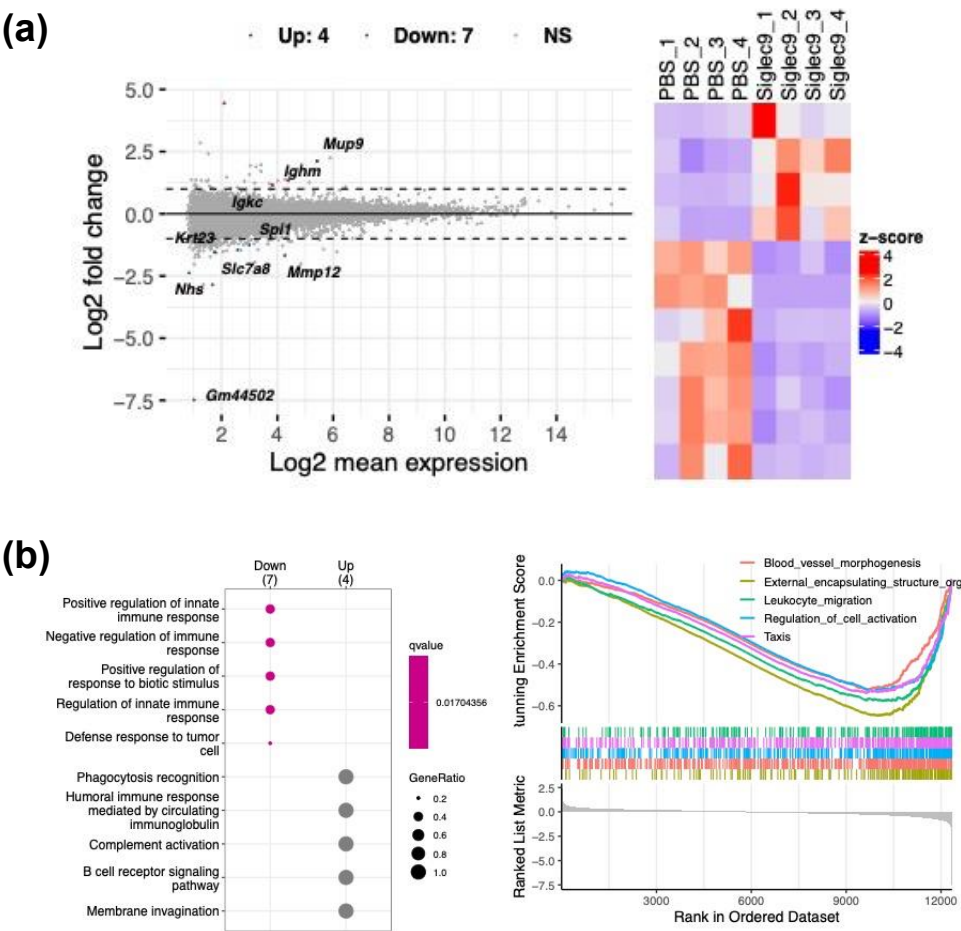 (a)
Up: 4 Down: 7 NS
PBS_1
PBS_2
PBS_3
PBS_4
Siglec9_1
Siglec9_2
Siglec9_3
Siglec9_4
5.0
2.5
0.0
−2.5
−5.0
−7.5
Log2 fold change
Mup9
Ighm
Igkc
Spl1
Krt23
Slc7a8
Mmp12
Nhs
Gm44502
2 4 6 8 10 12 14
Log2 mean expression
z−score
4
2
0
−2
−4
(b)
Down
(7)
Up
(4)
Positive regulation of innate
immune response
Negative regulation of immune
response
Positive regulation of
response to biotic stimulus
Regulation of innate immune
response
Defense response to tumor
cell
Phagocytosis recognition
Humoral immune response
mediated by circulating
immunoglobulin
Complement activation
B cell receptor signaling
pathway
Membrane invagination
qvalue
0.01704356
GeneRatio
0.2
0.4
0.6
0.8
1.0
tunning Enrichment Score
0.0
−0.2
−0.4
−0.6
Blood_vessel_morphogenesis
External_encapsulating_structure_org
Leukocyte_migration
Regulation_of_cell_activation
Taxis
Ranked List Metric
2.5
0.0
−2.5
−5.0
−7.5
3000 6000 9000 12000
Rank in Ordered Dataset